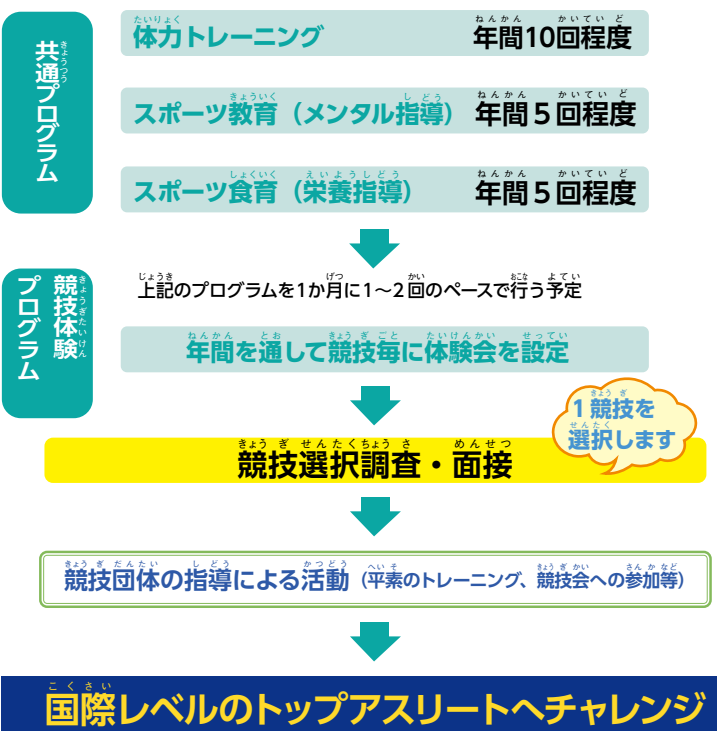 共通プログラム
体力トレーニング 年間10回程度
スポーツ教育（メンタル指導） 年間5回程度
スポーツ食育（栄養指導） 年間5回程度
競技体験
プログラム
上記のプログラムを1か月に1～2回のペースで行う予定
年間を通して競技毎に体験会を設定
1競技を
選択します
競技選択調査・面接
競技団体の指導による活動（平素のトレーニング、競技会への参加等）
国際レベルのトップアスリートへチャレンジ